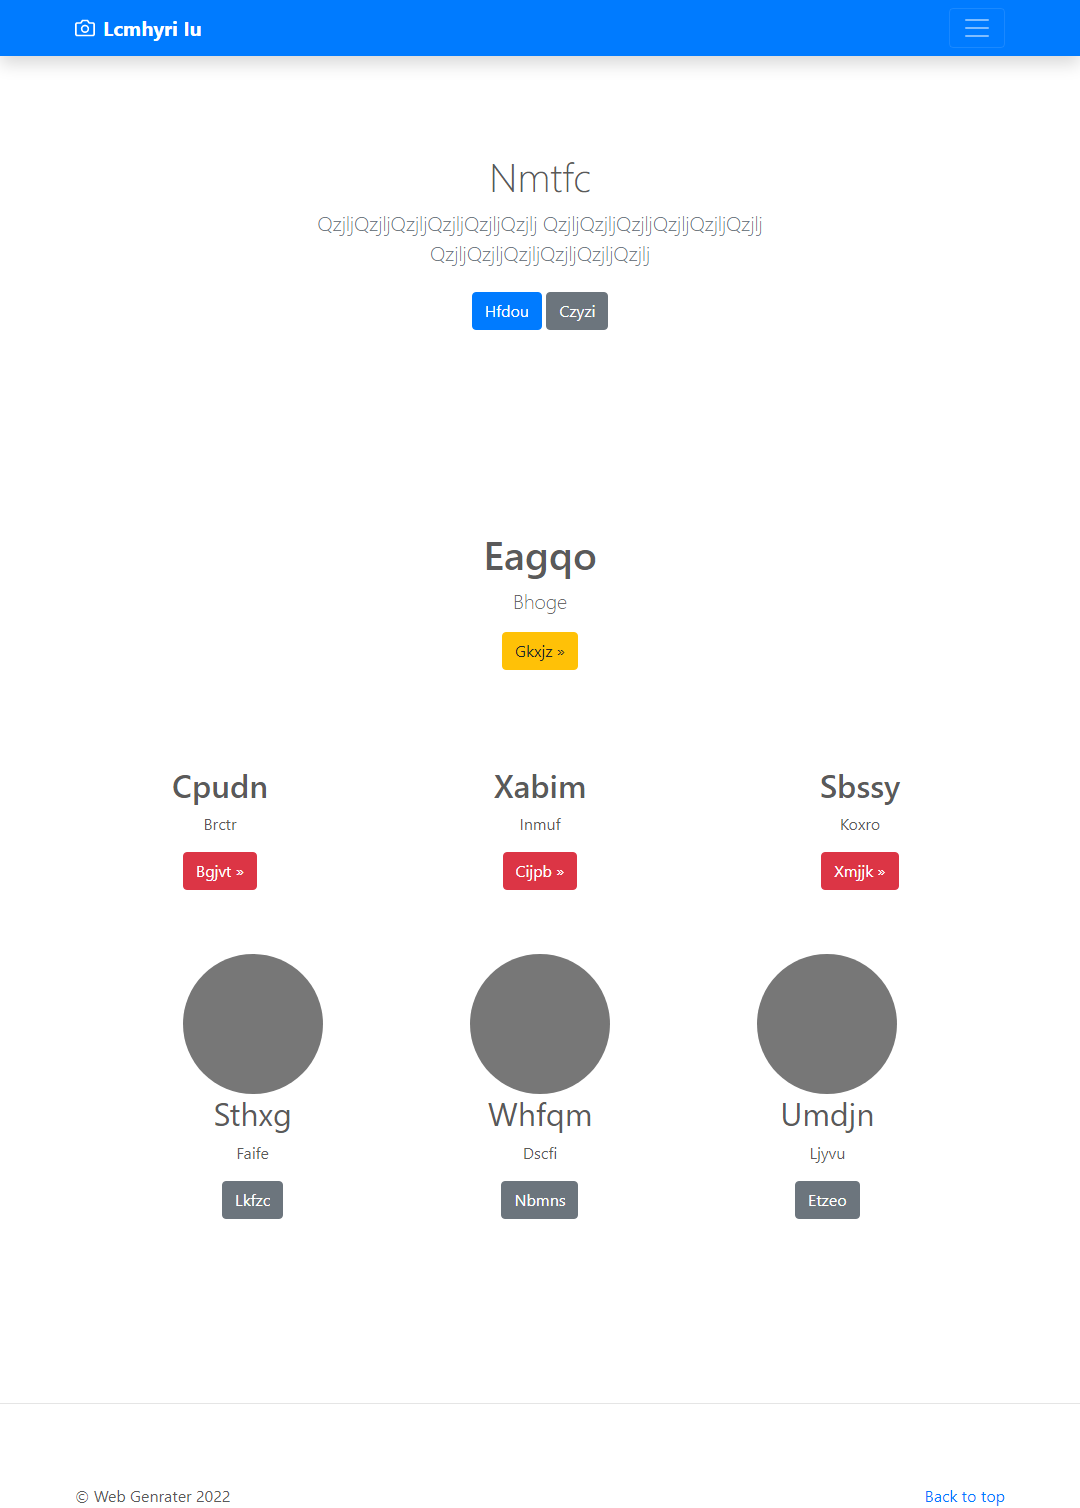 Lcmhyri Iu
Nmtfc
QzjljQzjljQzjljQzjljQzjljQzjlj QzjljQzjljQzjljQzjljQzjljQzjlj
QzjljQzjljQzjljQzjljQzjljQzjlj
Hfdou Czyzi
Eagqo
Bhoge
Gkxjz »
Cpudn Xabim Sbssy
Brctr Inmuf Koxro
Bgjvt » Cijpb » Xmjjk »
Sthxg Whfqm Umdjn
Faife Dscfi Ljyvu
Lkfzc Nbmns Etzeo
© Web Genrater 2022 Back to top